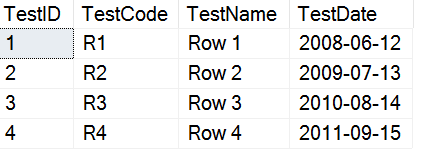 TestID TestCode TestName TestDate
1 R1 Row 1 2008-06-12
2 R2 Row 2 2009-07-13
3 R3 Row 3 2010-08-14
4 R4 Row 4 2011-09-15